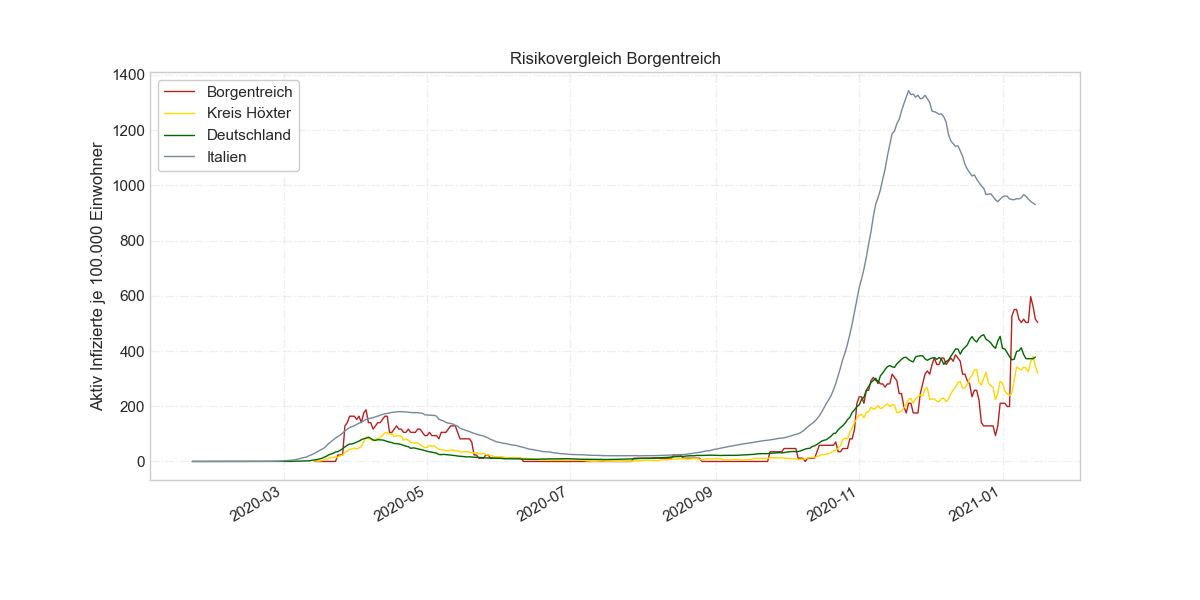 Risikovergleich Borgentreich
Borgentreich
Kreis Höxter
Deutschland
Italien
Aktiv Infizierte je 100.000 Einwohner
1400
1200
1000
800
600
400
200
0
2020-03
2020-05
2020-07
2020-09
2020-11
2021-01